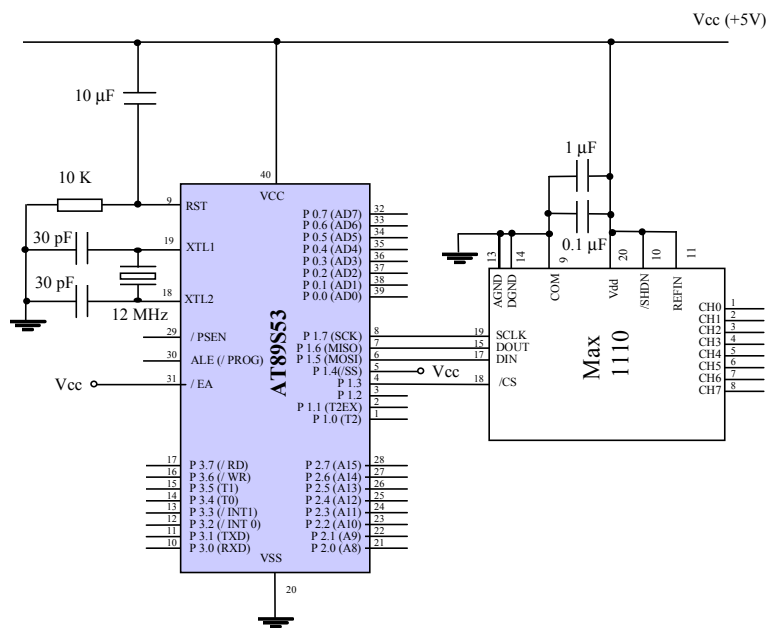 Vcc (+5V)
10 µF
1 µF
0.1 µF
10 K
30 pF
30 pF
12 MHz
Vcc
AT89S53
40
VCC
9 RST
19 XTL1
18 XTL2
29 / PSEN
30 ALE (/ PROG)
31 / EA
17 P 3.7 (/ RD)
16 P 3.6 (/ WR)
15 P 3.5 (T1)
14 P 3.4 (T0)
13 P 3.3 (/ INT1)
12 P 3.2 (/ INT 0)
11 P 3.1 (TXD)
10 P 3.0 (RXD)
P 0.7 (AD7) 32
P 0.6 (AD6) 33
P 0.5 (AD5) 34
P 0.4 (AD4) 35
P 0.3 (AD3) 36
P 0.2 (AD2) 37
P 0.1 (AD1) 38
P 0.0 (AD0) 39
P 1.7 (SCK) 8
P 1.6 (MISO) 7
P 1.5 (MOSI) 6
P 1.4(/SS) 5
Vcc
P 1.3 4
P 1.2 3
P 1.1 (T2EX) 2
P 1.0 (T2) 1
P 2.7 (A15) 28
P 2.6 (A14) 27
P 2.5 (A13) 26
P 2.4 (A12) 25
P 2.3 (A11) 24
P 2.2 (A10) 23
P 2.1 (A9) 22
P 2.0 (A8) 21
VSS
20
13 AGND
14 DGND
9 COM
20 Vdd
10 /SHDN
11 REFIN
19 SCLK
15 DOUT
17 DIN
18 /CS
Max
1110
CH0 1
CH1 2
CH2 3
CH3 4
CH4 5
CH5 6
CH6 7
CH7 8